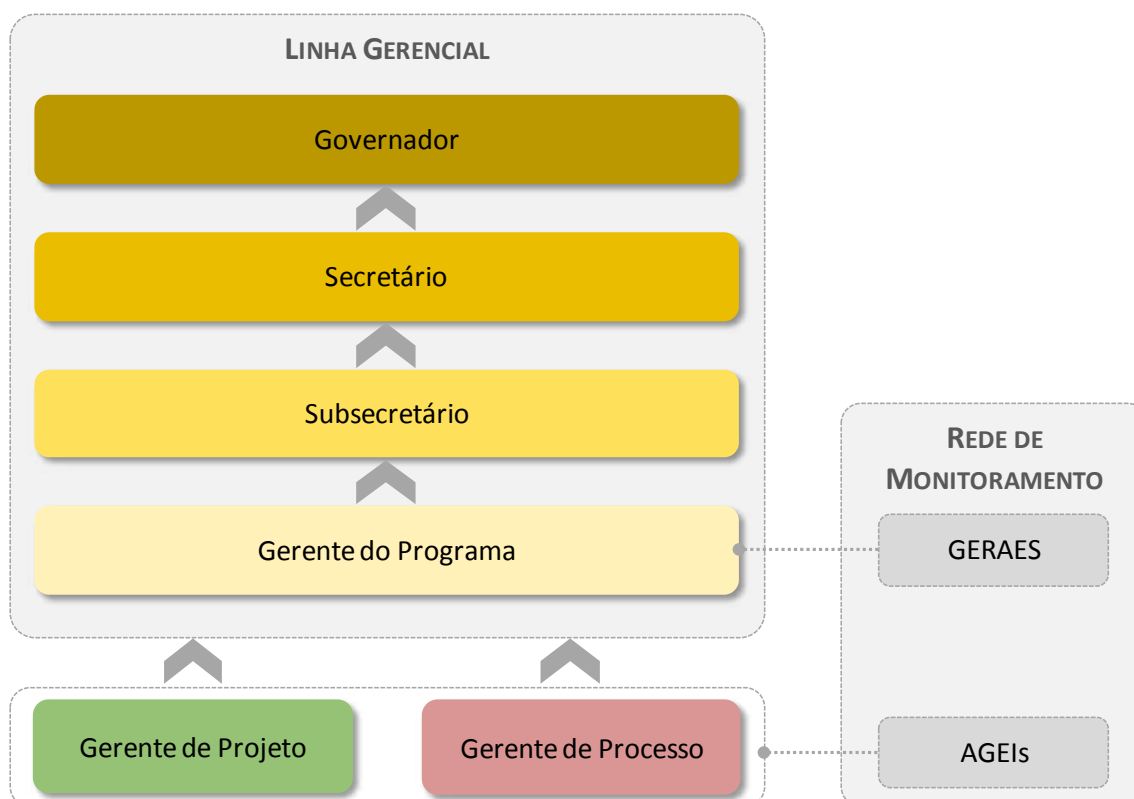 LINHA GERENCIAL
Governador
Secretário
Subsecretário
Gerente do Programa
Gerente de Projeto
Gerente de Processo
REDE DE
MONITORAMENTO
GERAES
AGEIs